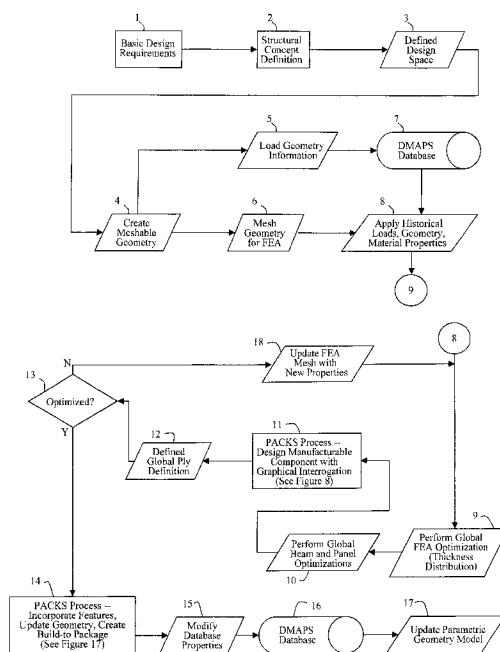 1
Basic Design
Requirements
2
Structural
Concept
Definition
3
Defined
Design
Space
5
Load Geometry
Information
7
DMAPS
Database
4
Create
Meshable
Geometry
6
Mesh
Geometry
for FEA
8
Apply Historical
Loads, Geometry,
Material Properties
9
8
18
Update FEA
Mesh with
New Properties
N
13
Optimized?
Y
12
Defined
Global Ply
Definition
11
PACKS Process --
Design Manufacturable
Component with
Graphical Interrogation
(See Figure 8)
9
Perform Global
FEA Optimization
(Thickness
Distribution)
Perform Global
Beam and Panel
Optimizations
10
14
PACKS Process --
Incorporate Features,
Update Geometry, Create
Build-to Package
(See Figure 17)
15
Modify
Database
Properties
16
DMAPS
Database
17
Update Parametric
Geometry Model